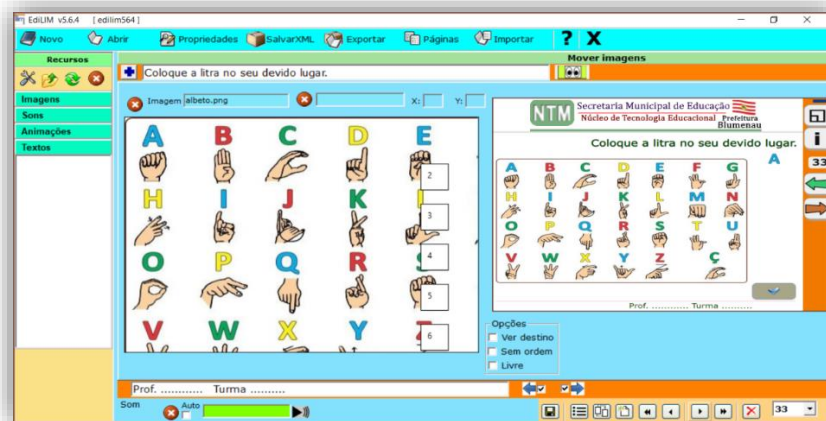 EdiLIM v5.6.4 [ edilim564 ]
Novo Abrir Propriedades SalvarXML Exportar Páginas Importar ? X
Recursos
Mover imagens
Coloque a litra no seu devido lugar.
Imagens
Sons
Animações
Textos
Imagem albeto.png X: Y:
A B C D E
2
H I J K
3
4
O P Q R S
5
V W X Y Z
6
NTM Secretaria Municipal de Educação
Núcleo de Tecnologia Educacional Prefeitura
Blumenau
Coloque a litra no seu devido lugar.
A
A B C D E F G
H I J K L M N
O P Q R S T U
V W X Y Z Ç
Prof. ............ Turma ..........
i
33
Opções
Ver destino
Sem ordem
Livre
Prof. ............ Turma ..........
Som Auto
33